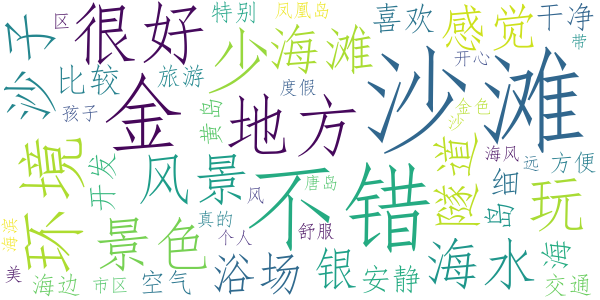 区
很好
特别
凤凰岛
喜欢
感觉
干净
带
沙子
比较
旅游
少
海滩
度假
开心
沙滩
孩子
金
黄岛
地方
金色
沙
环境
开发
风景
不错
隧道
海风
远
方便
唐岛
风
岛
细
玩
海滨
景色
真的
个人
舒服
美
海边
市区
空气
浴场
银
安静
海水
海
交通